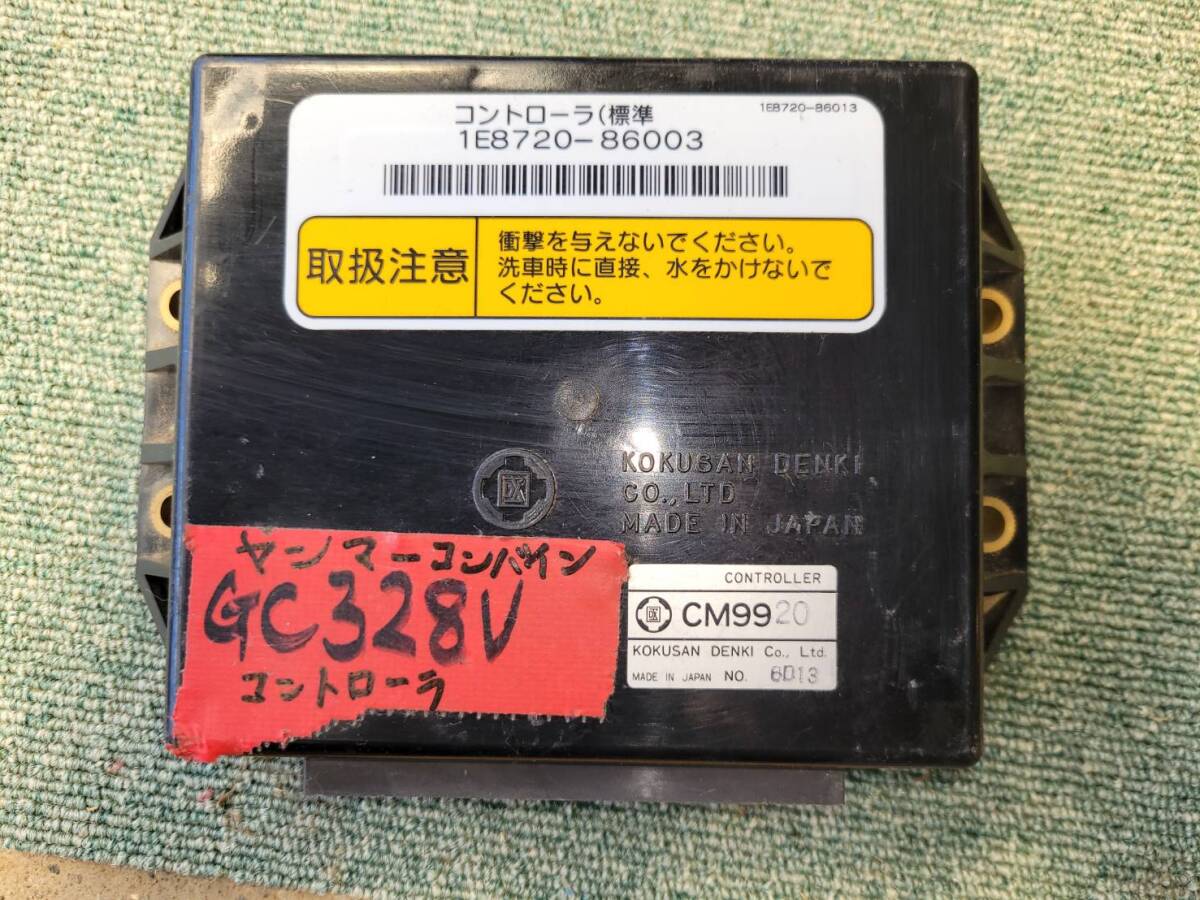 コントローラ(標準
1E8720-86013
1E8720-86003
取扱注意
衝撃を与えないでください。
洗車時に直接、水をかけないで
ください。
KOKUSAN DENKI
CO.,LTD
MADE IN JAPAN
ヤンマーコンバイン
GC328V
コントローラ
CONTROLLER
CM9920
KOKUSAN DENKI Co., Ltd.
MADE IN JAPAN NO. 6D13